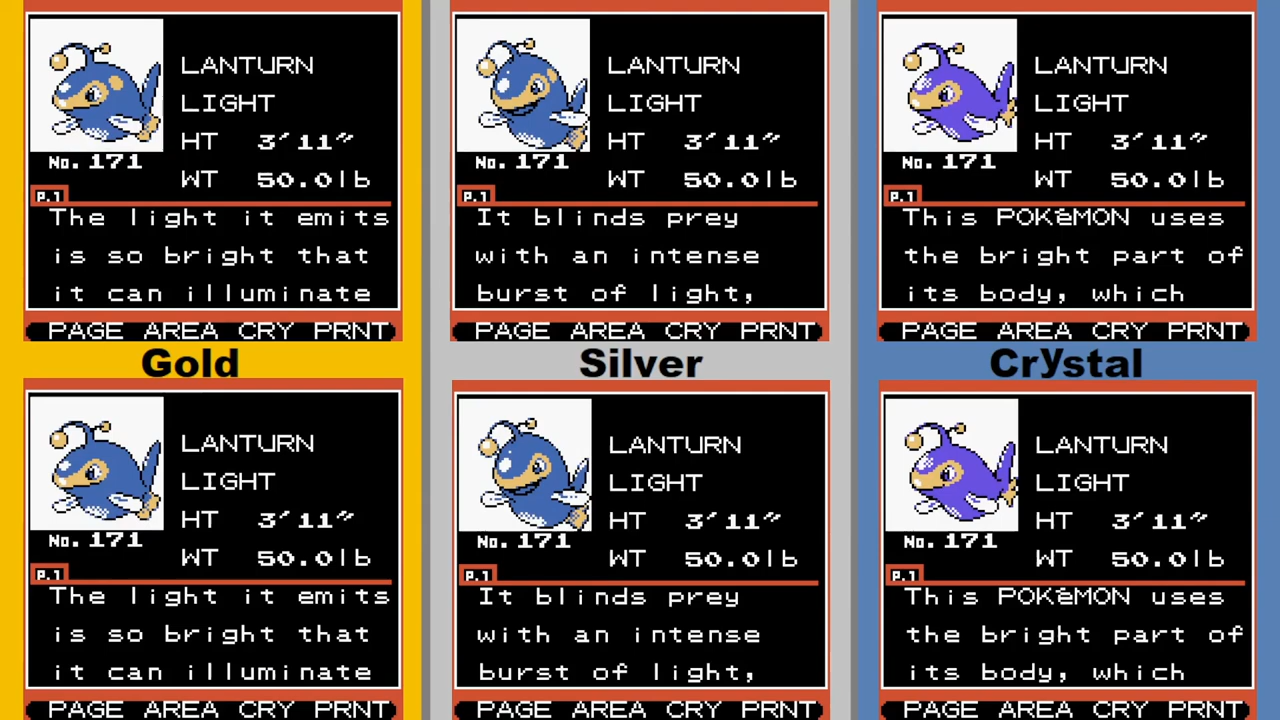 LANTURN
LIGHT
HT 3'11"
No. 171
WT 50.0lb
P.1
The light it emits
is so bright that
it can illuminate
PAGE AREA CRY PRNT
LANTURN
LIGHT
HT 3'11"
No. 171
WT 50.0lb
P.1
It blinds prey
with an intense
burst of light,
PAGE AREA CRY PRNT
LANTURN
LIGHT
HT 3'11"
No. 171
WT 50.0lb
P.1
This POKéMON uses
the bright part of
its body, which
PAGE AREA CRY PRNT
Gold
Silver
Crystal
LANTURN
LIGHT
HT 3'11"
No. 171
WT 50.0lb
P.1
The light it emits
is so bright that
it can illuminate
PAGE AREA CRY PRNT
LANTURN
LIGHT
HT 3'11"
No. 171
WT 50.0lb
P.1
It blinds prey
with an intense
burst of light,
PAGE AREA CRY PRNT
LANTURN
LIGHT
HT 3'11"
No. 171
WT 50.0lb
P.1
This POKéMON uses
the bright part of
its body, which
PAGE AREA CRY PRNT